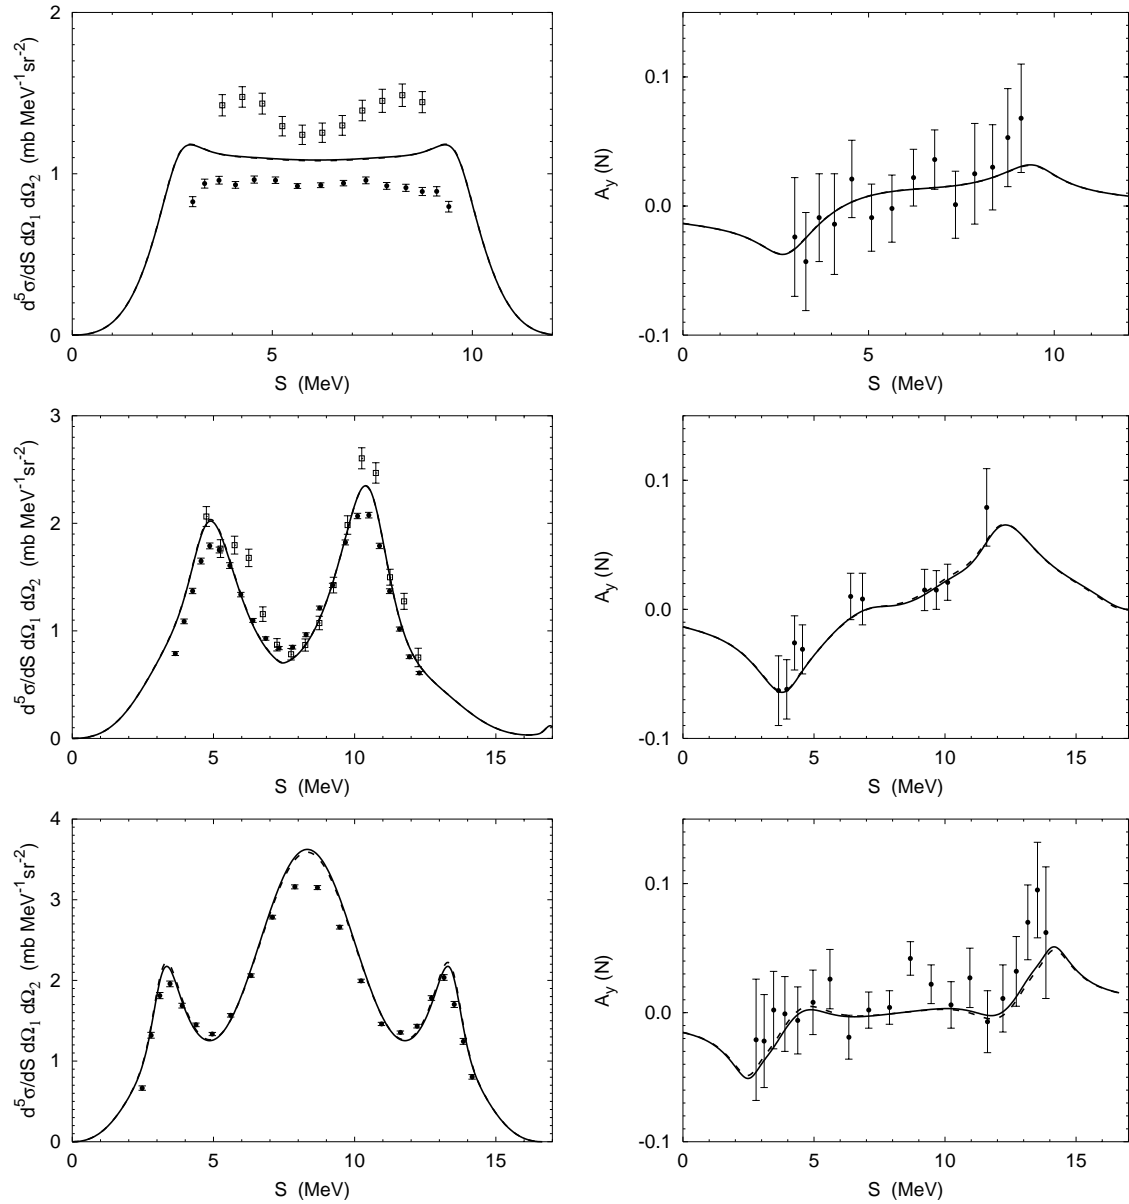 2
1
0
d⁵σ/dS dΩ₁ dΩ₂ (mb MeV⁻¹sr⁻²)
0 5 10
S (MeV)
0.1
0.0
-0.1
A_y (N)
0 5 10
S (MeV)
3
2
1
0
d⁵σ/dS dΩ₁ dΩ₂ (mb MeV⁻¹sr⁻²)
0 5 10 15
S (MeV)
0.1
0.0
-0.1
A_y (N)
0 5 10 15
S (MeV)
4
3
2
1
0
d⁵σ/dS dΩ₁ dΩ₂ (mb MeV⁻¹sr⁻²)
0 5 10 15
S (MeV)
0.1
0.0
-0.1
A_y (N)
0 5 10 15
S (MeV)